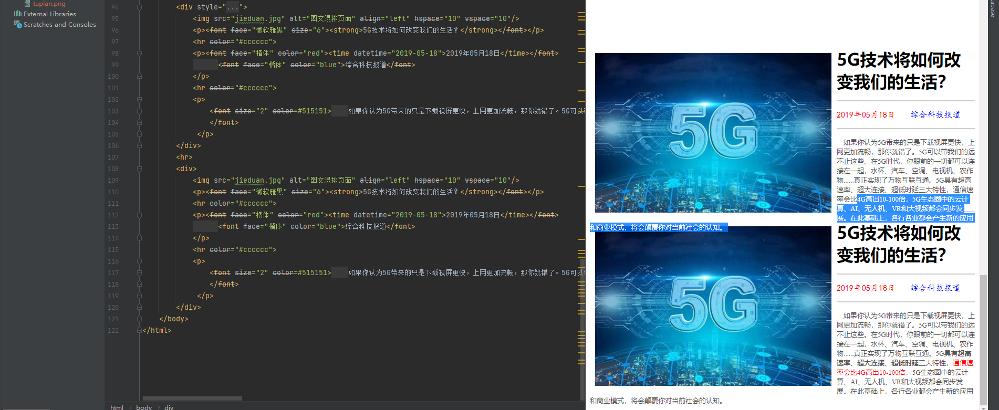 tupian.png
External Libraries
Scratches and Consoles
94 <div style="...">
95 <img src="jieduan.jpg" alt="图文混排页面" align="left" hspace="10" vspace="10"/>
96 <p><font face="微软雅黑" size="6"><strong>5G技术将如何改变我们的生活？</strong></font></p>
97 <hr color="#cccccc">
98 <p><font face="楷体" color="red"><time datetime="2019-05-18">2019年05月18日</time></font>
99 <font face="楷体" color="blue">综合科技报道</font>
100 </p>
101 <hr color="#cccccc">
102 <p>
103 <font size="2" color=#515151>如果你认为5G带来的只是下载视屏更快，上网更加流畅，那你就错了。5G可以
104 </font>
105 </p>
106 </div>
107 <hr>
108 <div>
109 <img src="jieduan.jpg" alt="图文混排页面" align="left" hspace="10" vspace="10"/>
110 <p><font face="微软雅黑" size="6"><strong>5G技术将如何改变我们的生活？</strong></font></p>
111 <hr color="#cccccc">
112 <p><font face="楷体" color="red"><time datetime="2019-05-18">2019年05月18日</time></font>
113 <font face="楷体" color="blue">综合科技报道</font>
114 </p>
115 <hr color="#cccccc">
116 <p>
117 <font size="2" color=#515151>如果你认为5G带来的只是下载视屏更快，上网更加流畅，那你就错了。5G可以
118 </font>
119 </p>
120 </div>
121 </body>
122 </html>
html › body › div
5G
5G技术将如何改
变我们的生活？
2019年05月18日 综合科技报道
如果你认为5G带来的只是下载视屏更快，上
网更加流畅，那你就错了。5G可以带我们的远
不止这些。在5G时代，你眼前的一切都可以连
接在一起，水杯、汽车、空调、电视机、农作
物......真正实现了万物互联互通。5G具有超高
速率、超大连接、超低时延三大特性，通信速
率会比4G高出10-100倍，5G生态圈中的云计
算、AI、无人机、VR和大视频都会同步发
展。在此基础上，各行各业都会产生新的应用
和商业模式，将会颠覆你对当前社会的认知。
5G
5G技术将如何改
变我们的生活？
2019年05月18日 综合科技报道
如果你认为5G带来的只是下载视屏更快，上
网更加流畅，那你就错了。5G可以带我们的远
不止这些。在5G时代，你眼前的一切都可以连
接在一起，水杯、汽车、空调、电视机、农作
物......真正实现了万物互联互通。5G具有超高
速率、超大连接、超低时延三大特性，通信速
率会比4G高出10-100倍，5G生态圈中的云计
算、AI、无人机、VR和大视频都会同步发
展。在此基础上，各行各业都会产生新的应用
和商业模式，将会颠覆你对当前社会的认知。